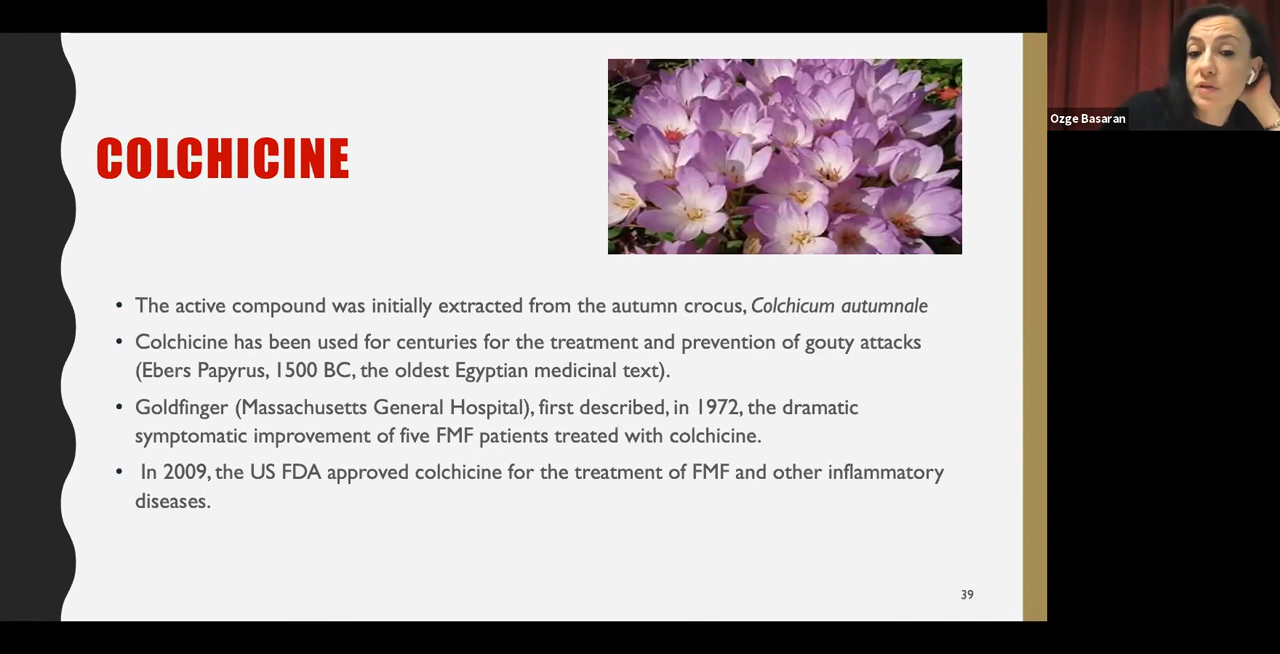 COLCHICINE
• The active compound was initially extracted from the autumn crocus, Colchicum autumnale
• Colchicine has been used for centuries for the treatment and prevention of gouty attacks
(Ebers Papyrus, 1500 BC, the oldest Egyptian medicinal text).
• Goldfinger (Massachusetts General Hospital), first described, in 1972, the dramatic
symptomatic improvement of five FMF patients treated with colchicine.
• In 2009, the US FDA approved colchicine for the treatment of FMF and other inflammatory
diseases.
39
Ozge Basaran